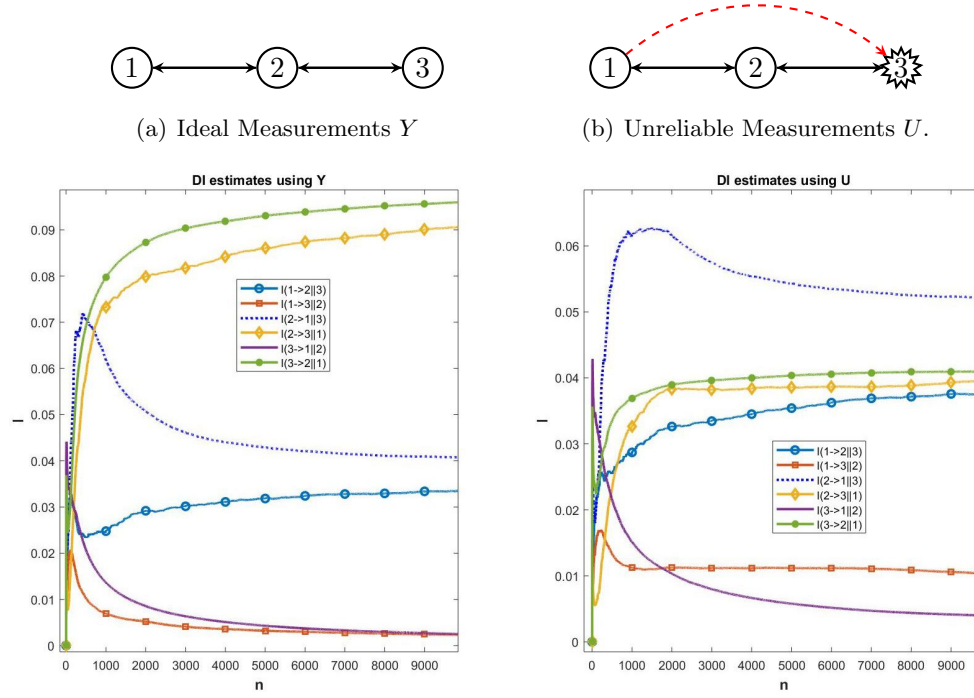 1 2 3
1 2 3
(a) Ideal Measurements Y
(b) Unreliable Measurements U.
DI estimates using Y
0.09
0.08
0.07
0.06
0.05
0.04
0.03
0.02
0.01
0
I
I(1->2||3)
I(1->3||2)
I(2->1||3)
I(2->3||1)
I(3->1||2)
I(3->2||1)
0 1000 2000 3000 4000 5000 6000 7000 8000 9000
n
DI estimates using U
0.06
0.05
0.04
0.03
0.02
0.01
0
I
I(1->2||3)
I(1->3||2)
I(2->1||3)
I(2->3||1)
I(3->1||2)
I(3->2||1)
0 1000 2000 3000 4000 5000 6000 7000 8000 9000
n